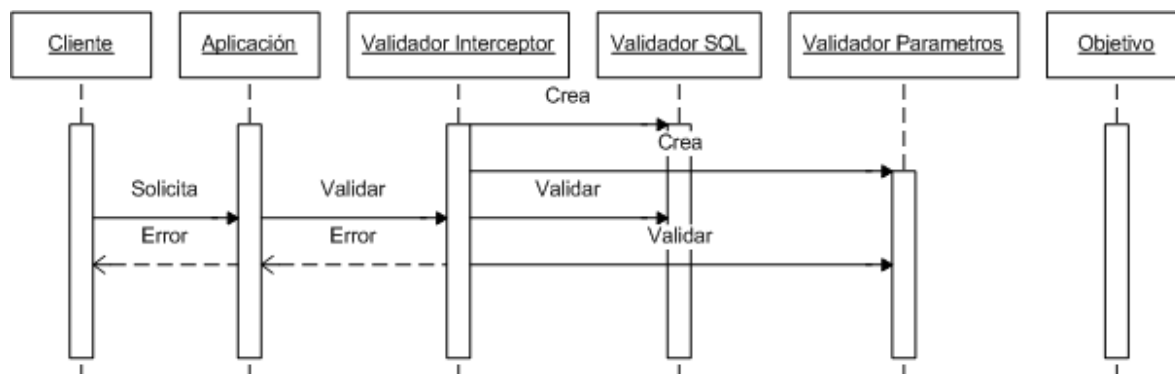 Cliente
Aplicación
Validador Interceptor
Validador SQL
Validador Parametros
Objetivo
Crea
Crea
Solicita
Validar
Validar
Error
Error
Validar